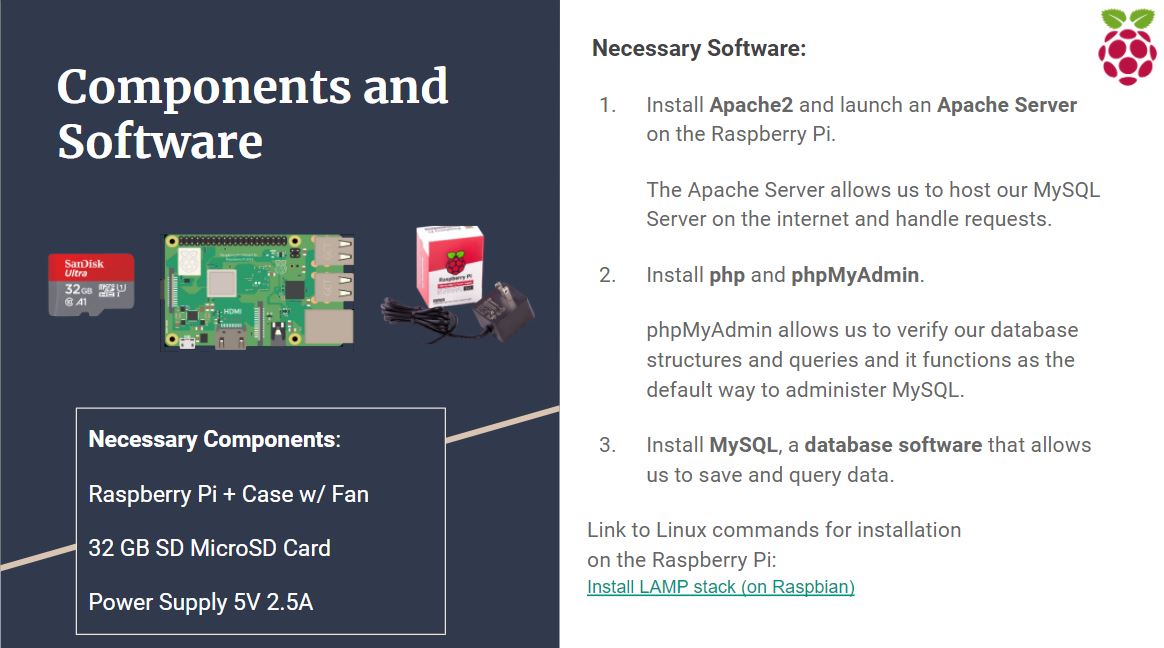 Components and
Software
SanDisk
Ultra
32GB
A1
HDMI
Raspberry Pi
Necessary Components:
Raspberry Pi + Case w/ Fan
32 GB SD MicroSD Card
Power Supply 5V 2.5A
Necessary Software:
1. Install Apache2 and launch an Apache Server
on the Raspberry Pi.
The Apache Server allows us to host our MySQL
Server on the internet and handle requests.
2. Install php and phpMyAdmin.
phpMyAdmin allows us to verify our database
structures and queries and it functions as the
default way to administer MySQL.
3. Install MySQL, a database software that allows
us to save and query data.
Link to Linux commands for installation
on the Raspberry Pi:
Install LAMP stack (on Raspbian)